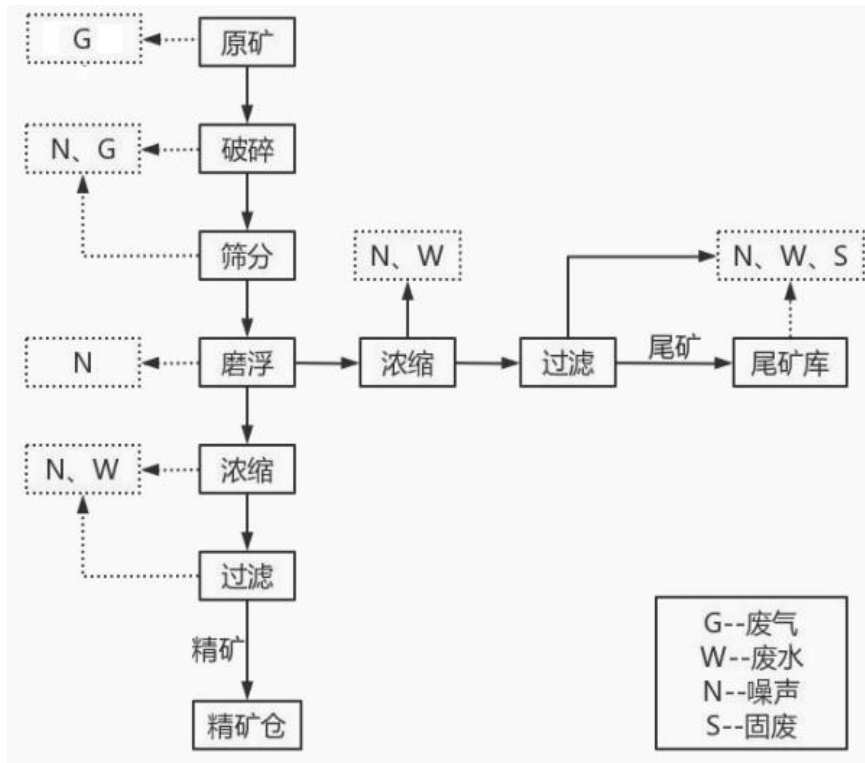 G
原矿
N、G
破碎
筛分
N、W
N、W、S
N
磨浮
浓缩
过滤
尾矿
尾矿库
N、W
浓缩
过滤
精矿
精矿仓
G--废气
W--废水
N--噪声
S--固废